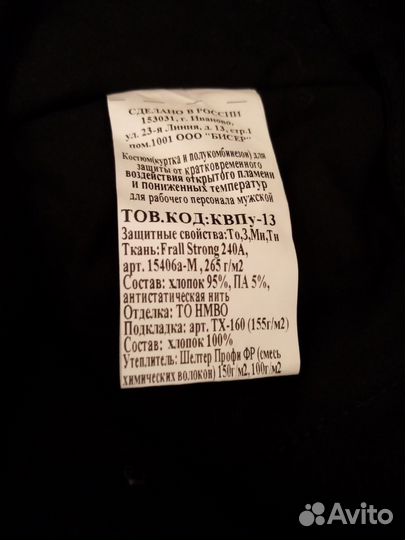 СДЕЛАНО В РОССИИ
153031, г. Иваново,
ул. 23-я Линия, д. 13, стр.1
пом.1001 ООО "БИСЕР"
Костюм(куртка и полукомбинезон) для
защиты от кратковременного
воздействия открытого пламени
и пониженных температур
для рабочего персонала мужской
ТОВ.КОД:КВПу-13
Защитные свойства:То,З,Ми,Тн
Ткань:Frall Strong 240A,
арт. 15406а-М , 265 г/м2
Состав: хлопок 95%, ПА 5%,
антистатическая нить
Отделка: ТО НМВО
Подкладка: арт. ТХ-160 (155г/м2)
Состав: хлопок 100%
Утеплитель: Шелтер Профи ФР (смесь
химических волокон) 150г/м2, 100г/м2
Avito